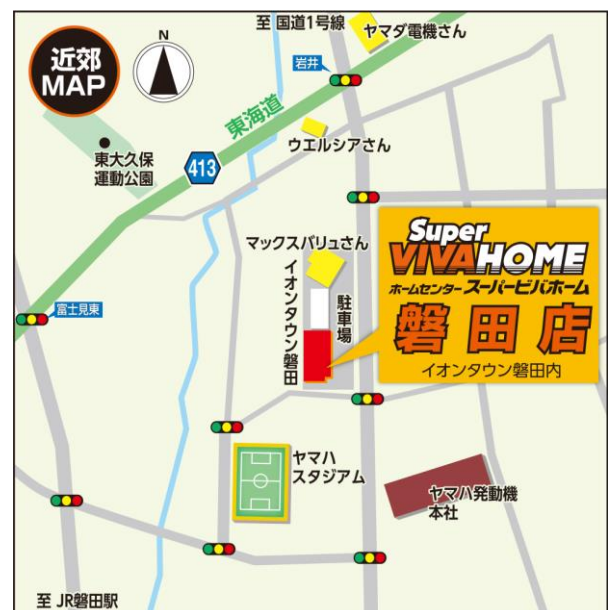 至 国道1号線
ヤマダ電機さん
近郊
MAP
N
岩井
東海道
ウエルシアさん
413
東大久保
運動公園
マックスバリュさん
イオンタウン磐田
駐車場
Super
VIVAHOME
ホームセンター スーパービバホーム
磐田店
イオンタウン磐田内
富士見東
ヤマハ
スタジアム
ヤマハ発動機
本社
至 JR磐田駅